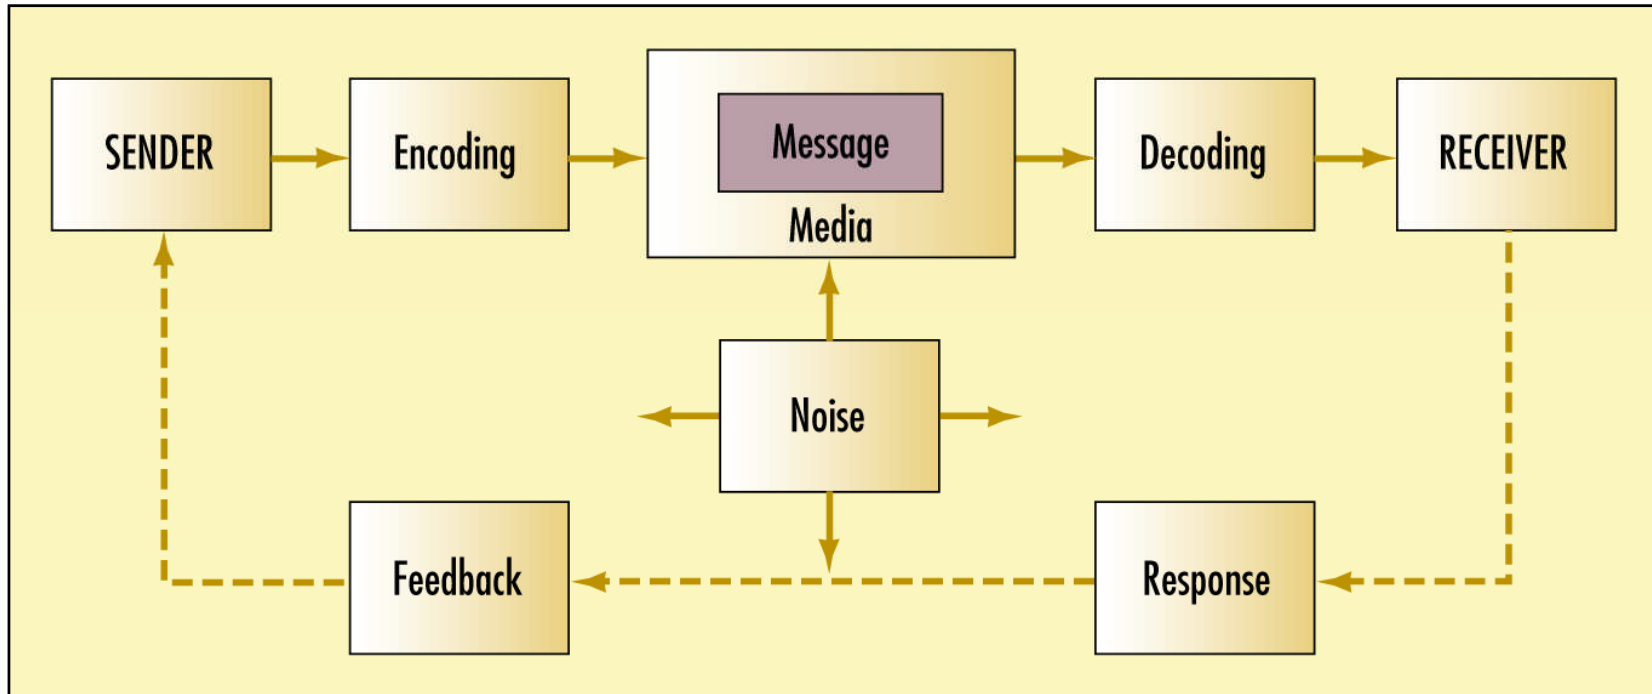 SENDER
Encoding
Message
Media
Decoding
RECEIVER
Noise
Feedback
Response